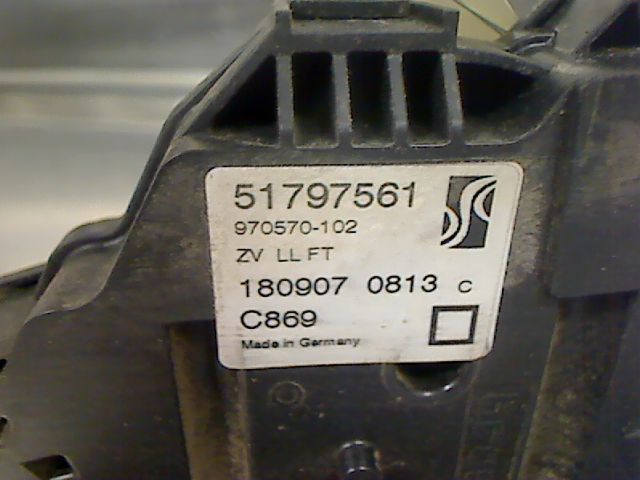 51797561
970570-102
ZV LL FT
180907 0813 C
C869
Made in Germany